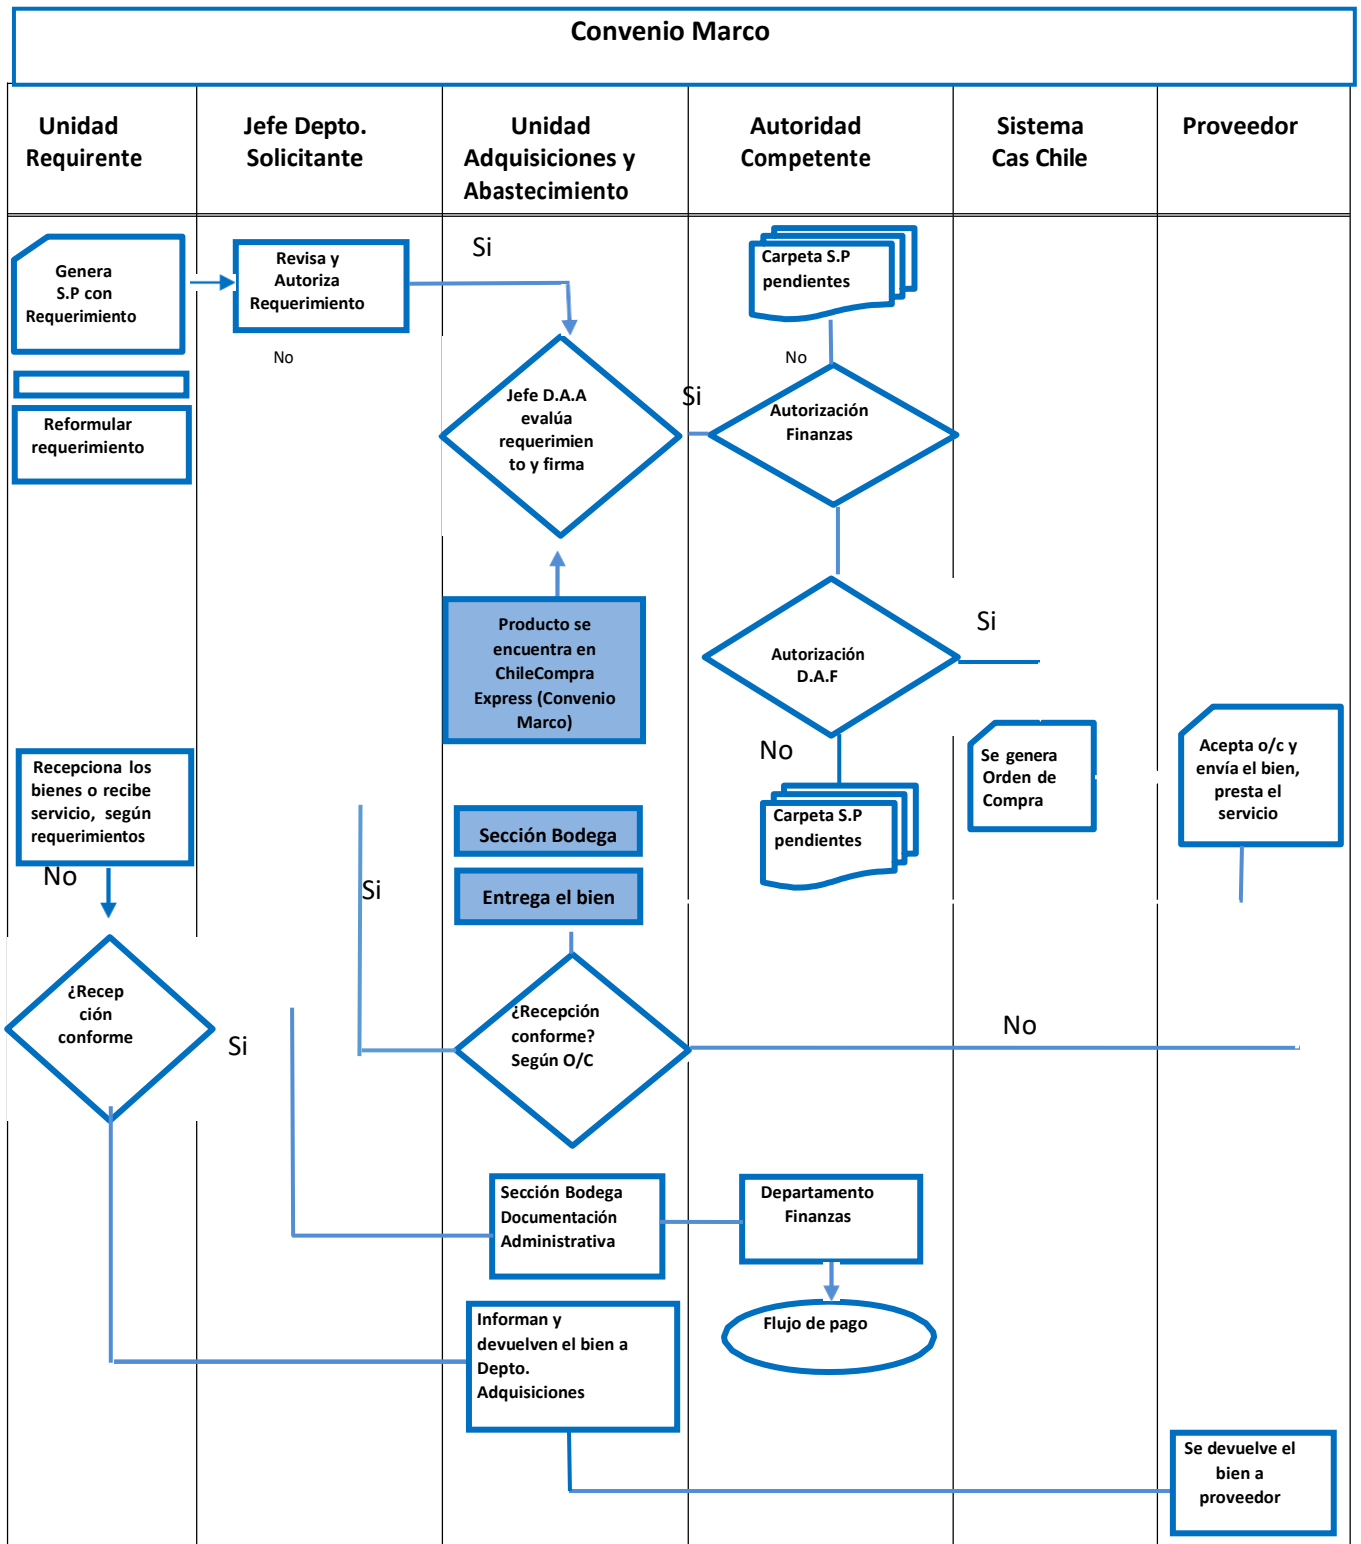 Convenio Marco
Unidad
Requirente
Jefe Depto.
Solicitante
Unidad
Adquisiciones y
Abastecimiento
Autoridad
Competente
Sistema
Cas Chile
Proveedor
Genera
S.P con
Requerimiento
Revisa y
Autoriza
Requerimiento
Si
Carpeta S.P
pendientes
No
No
Reformular
requerimiento
Jefe D.A.A
evalúa
requerimien
to y firma
Si
Autorización
Finanzas
Producto se
encuentra en
ChileCompra
Express (Convenio
Marco)
Autorización
D.A.F
Si
No
Se genera
Orden de
Compra
Acepta o/c y
envía el bien,
presta el
servicio
Recepciona los
bienes o recibe
servicio, según
requerimientos
No
Si
Sección Bodega
Entrega el bien
Carpeta S.P
pendientes
¿Recep
ción
conforme
Si
¿Recepción
conforme?
Según O/C
No
Sección Bodega
Documentación
Administrativa
Departamento
Finanzas
Informan y
devuelven el bien a
Depto.
Adquisiciones
Flujo de pago
Se devuelve el
bien a
proveedor